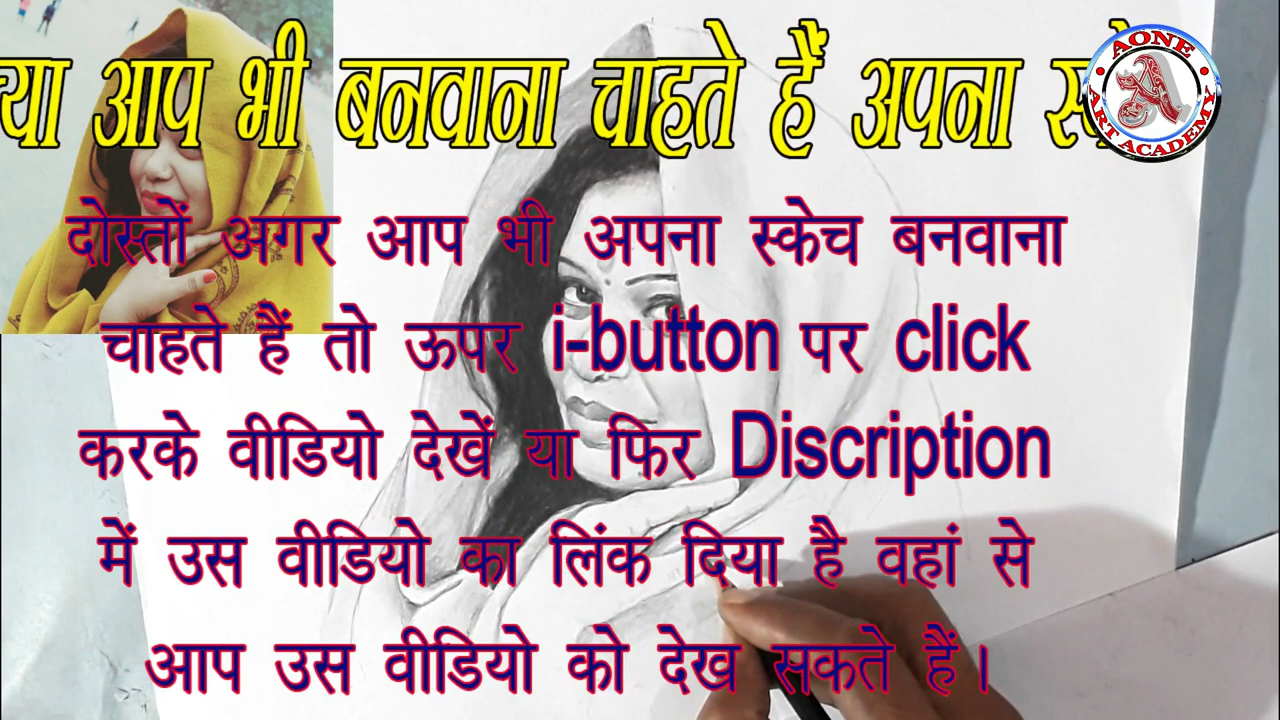 आप भी बनवाना चाहते हैं अपना
AONE ART ACADEMY
दोस्तों अगर आप भी अपना स्केच बनवाना
चाहते हैं तो ऊपर i-button पर click
करके वीडियो देखें या फिर Discription
में उस वीडियो का लिंक दिया है वहां से
आप उस वीडियो को देख सकते हैं।